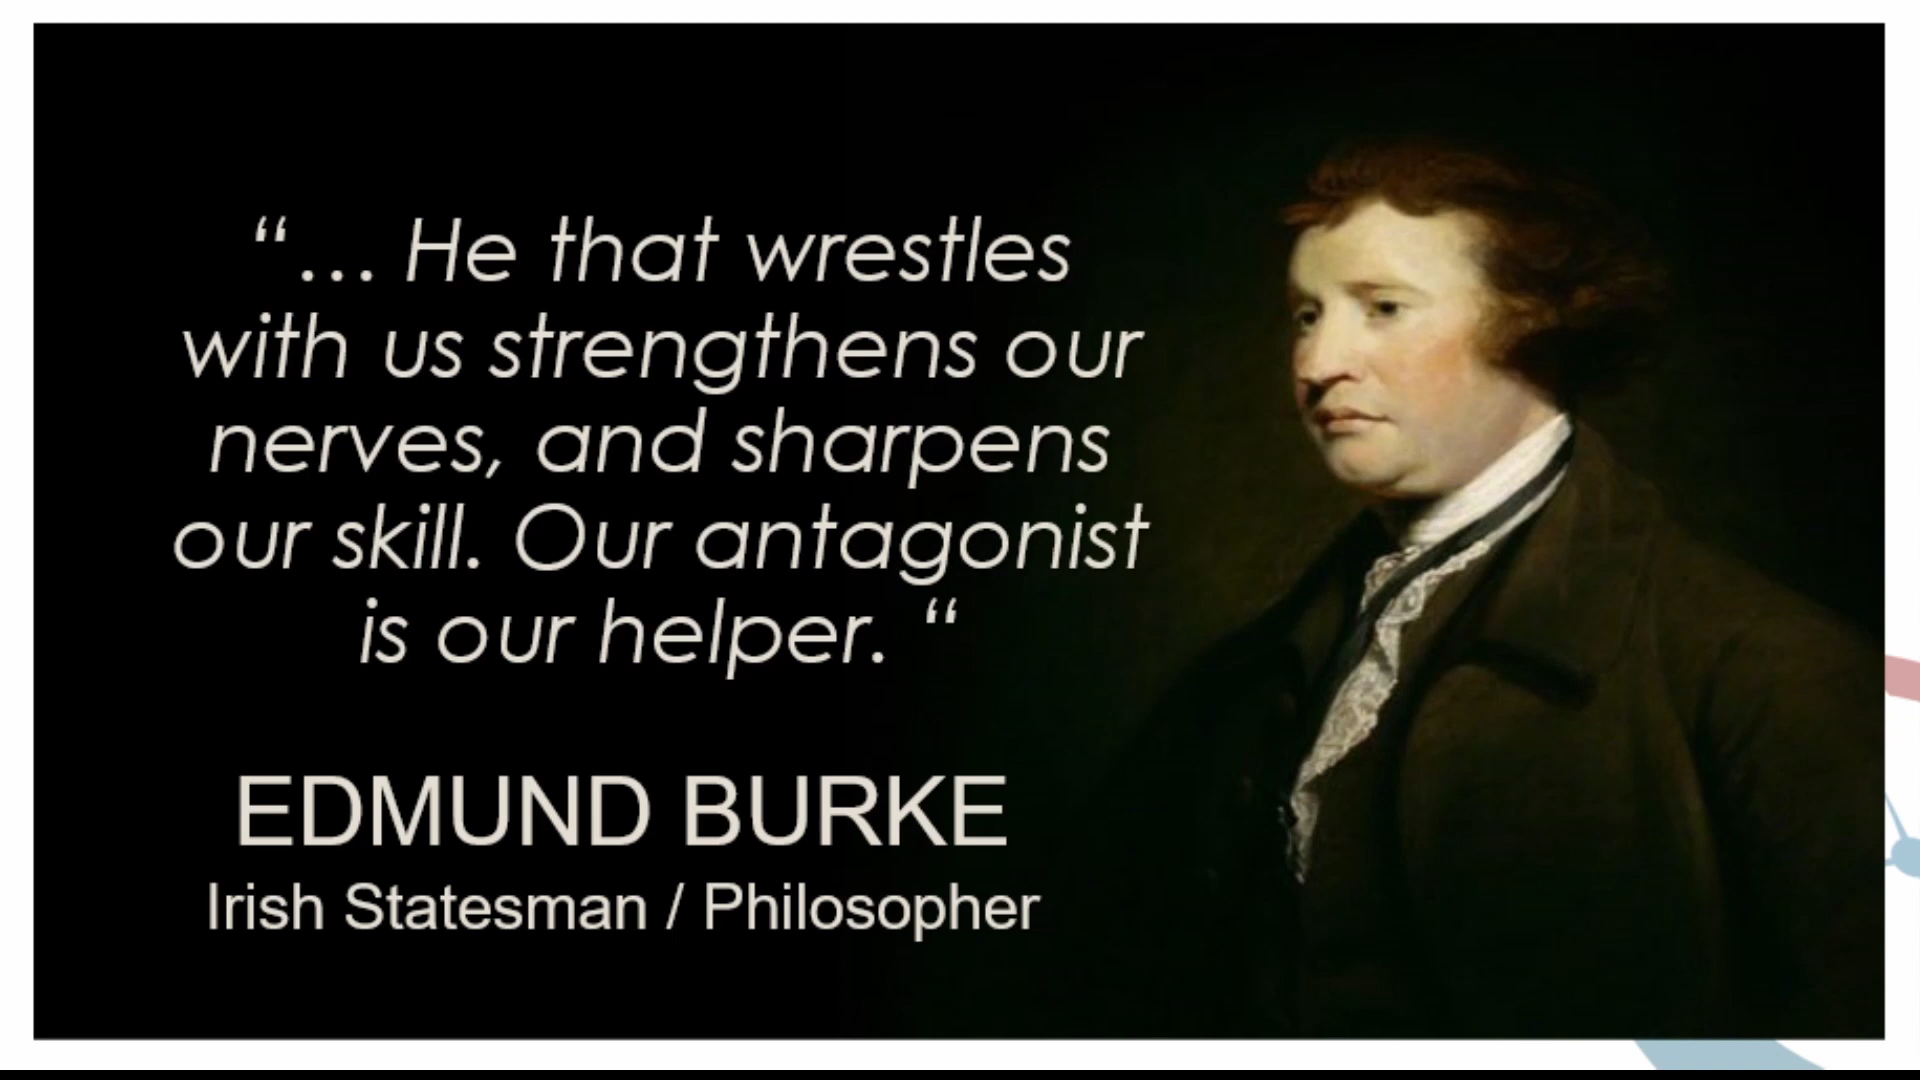 “... He that wrestles
with us strengthens our
nerves, and sharpens
our skill. Our antagonist
is our helper. “
EDMUND BURKE
Irish Statesman / Philosopher